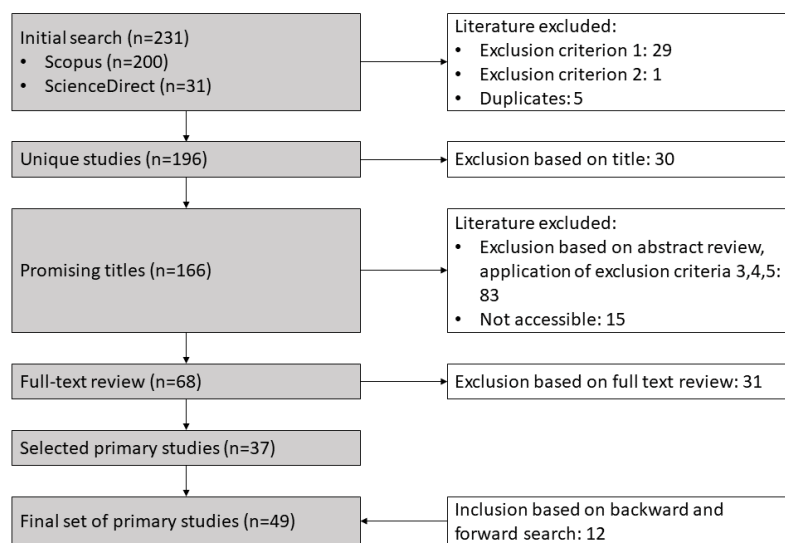 Initial search (n=231)
• Scopus (n=200)
• ScienceDirect (n=31)
Literature excluded:
• Exclusion criterion 1: 29
• Exclusion criterion 2: 1
• Duplicates: 5
Unique studies (n=196)
Exclusion based on title: 30
Promising titles (n=166)
Literature excluded:
• Exclusion based on abstract review,
application of exclusion criteria 3,4,5:
83
• Not accessible: 15
Full-text review (n=68)
Exclusion based on full text review: 31
Selected primary studies (n=37)
Final set of primary studies (n=49)
Inclusion based on backward and
forward search: 12